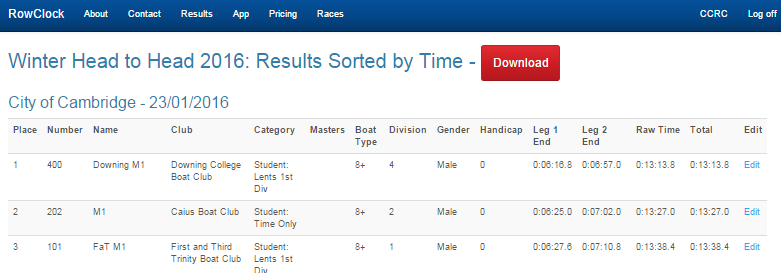 RowClock About Contact Results App Pricing Races CCRC Log off
Winter Head to Head 2016: Results Sorted by Time - Download
City of Cambridge - 23/01/2016
Place Number Name Club Category Masters Boat Type Division Gender Handicap Leg 1 End Leg 2 End Raw Time Total Edit
1 400 Downing M1 Downing College Boat Club Student: Lents 1st Div 8+ 4 Male 0 0:06:16.8 0:06:57.0 0:13:13.8 0:13:13.8 Edit
2 202 M1 Caius Boat Club Student: Time Only 8+ 2 Male 0 0:06:25.0 0:07:02.0 0:13:27.0 0:13:27.0 Edit
3 101 FaT M1 First and Third Trinity Boat Club Student: Lents 1st Div 8+ 1 Male 0 0:06:27.6 0:07:10.8 0:13:38.4 0:13:38.4 Edit